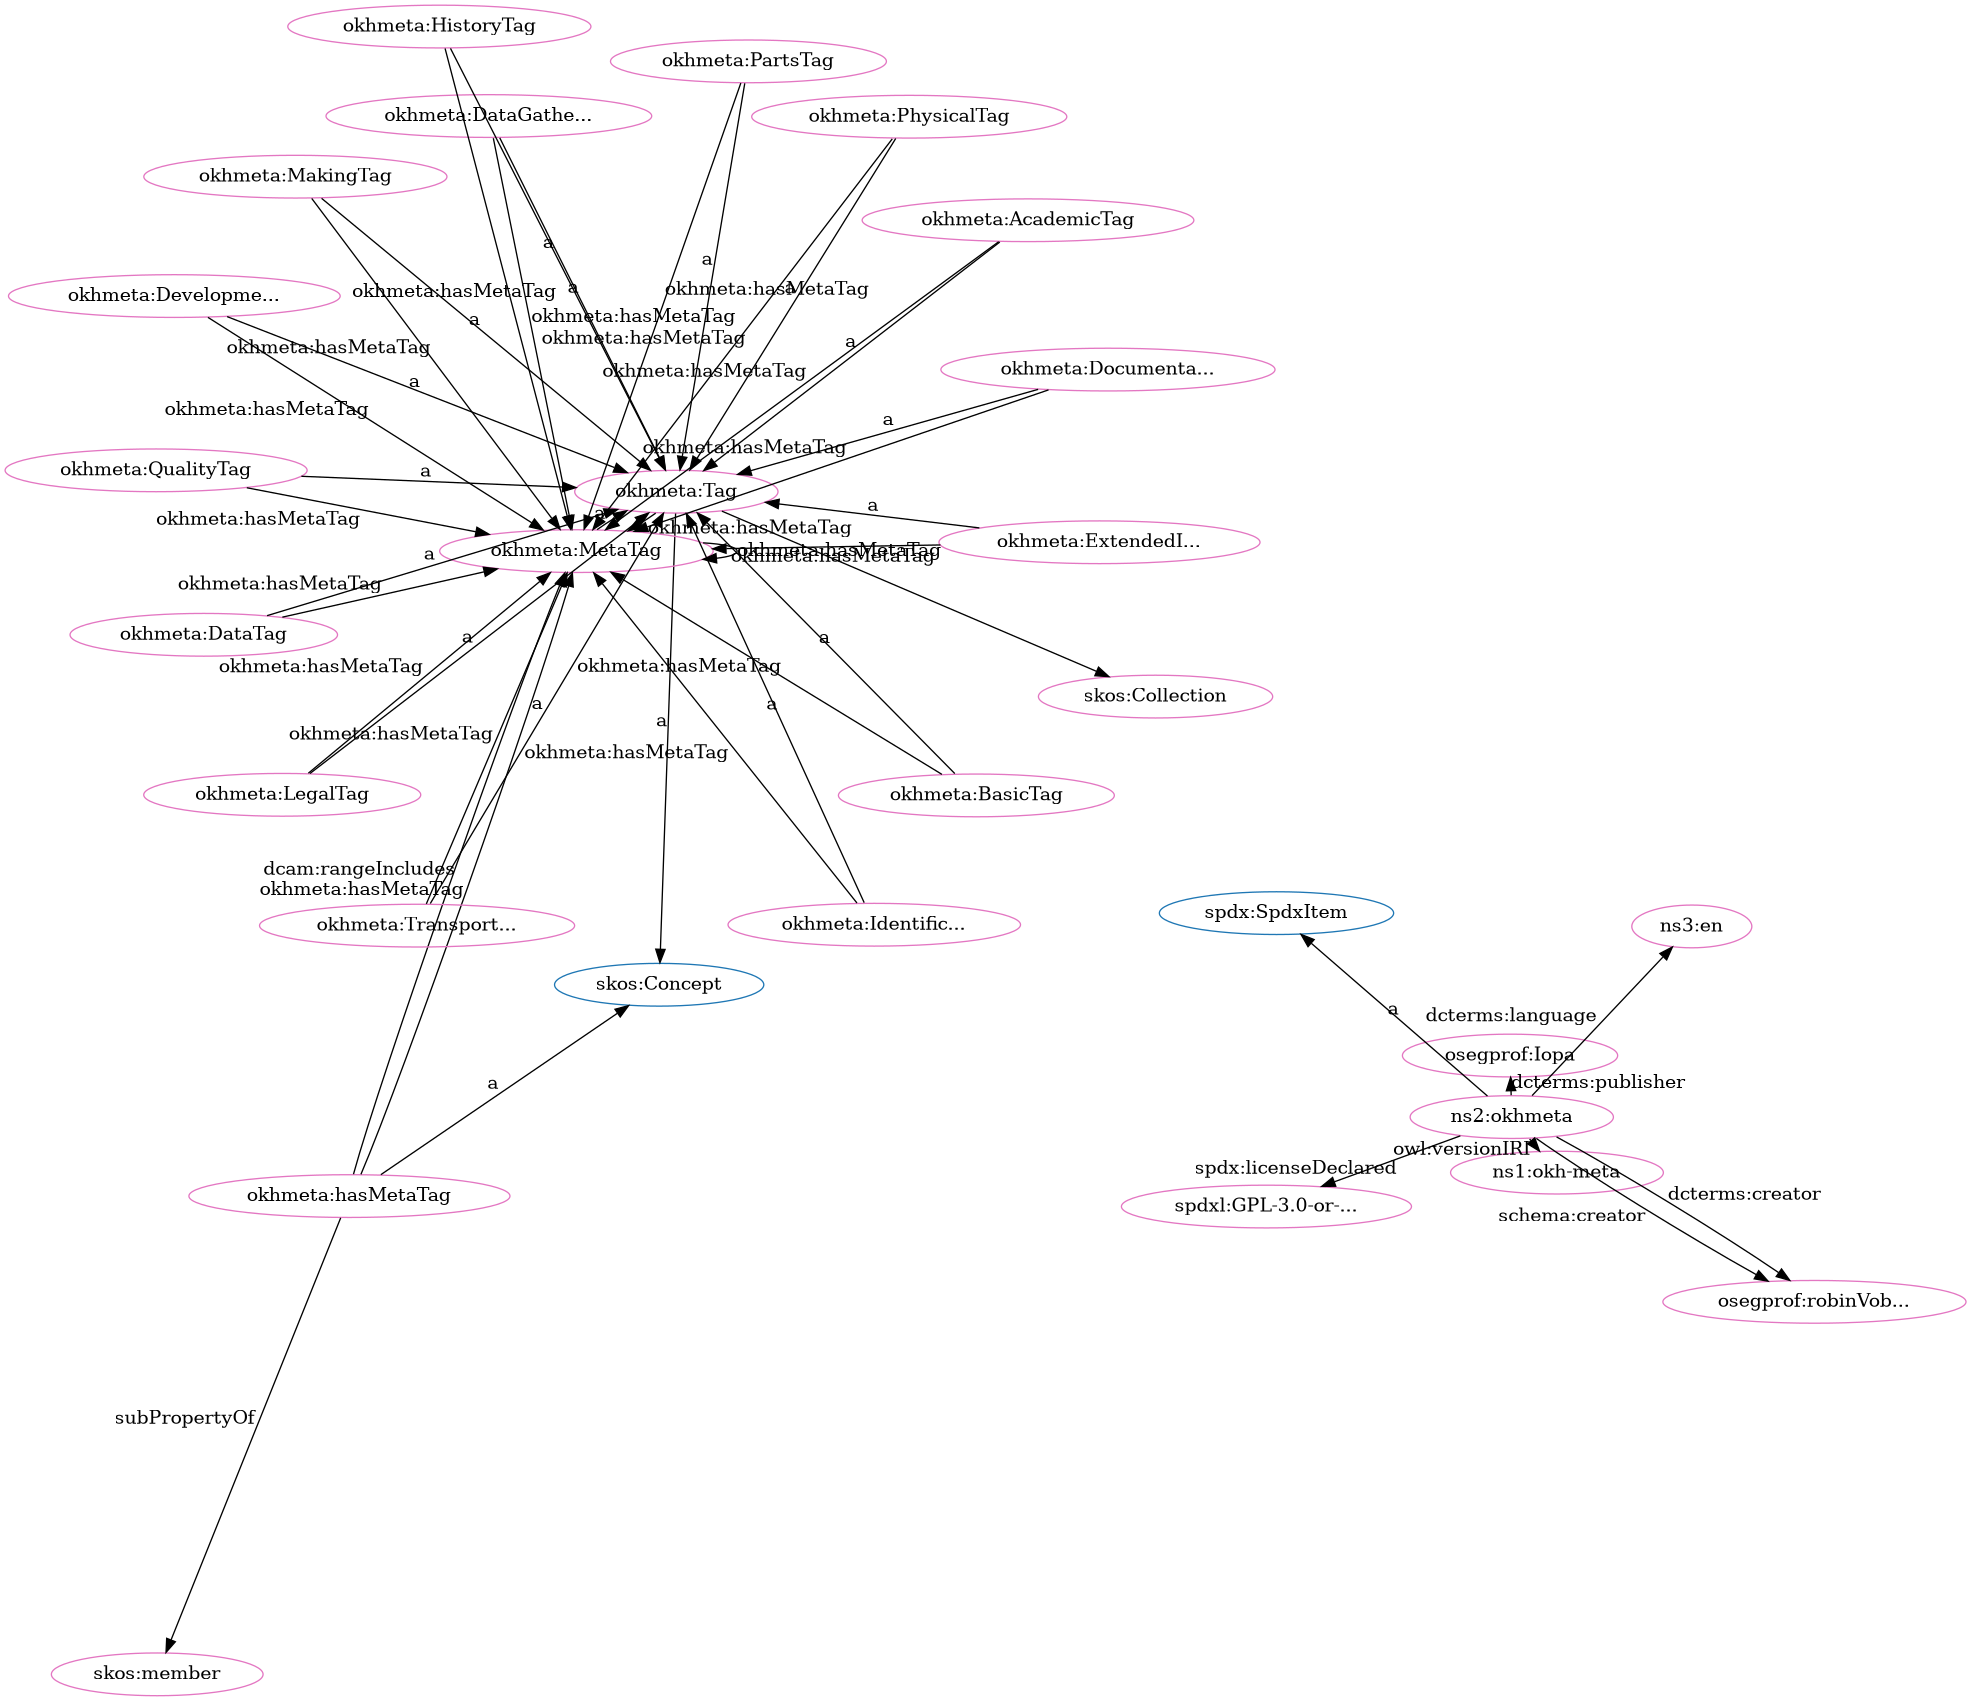 okhmeta:HistoryTag
okhmeta:PartsTag
okhmeta:DataGathe...
okhmeta:PhysicalTag
okhmeta:MakingTag
okhmeta:AcademicTag
a
a
okhmeta:hasMetaTag
a
okhmeta:hasMetaTag
a
okhmeta:Developme...
okhmeta:hasMetaTag
a
okhmeta:hasMetaTag
okhmeta:hasMetaTag
a
okhmeta:Documenta...
okhmeta:hasMetaTag
a
okhmeta:hasMetaTag
a
okhmeta:hasMetaTag
okhmeta:QualityTag
a
okhmeta:Tag
a
a
okhmeta:hasMetaTag
okhmeta:hasMetaTag
okhmeta:ExtendedI...
okhmeta:MetaTag
okhmeta:hasMetaTag
okhmeta:hasMetaTag
a
okhmeta:hasMetaTag
okhmeta:DataTag
a
a
okhmeta:hasMetaTag
okhmeta:hasMetaTag
skos:Collection
a
a
a
okhmeta:hasMetaTag
okhmeta:hasMetaTag
okhmeta:LegalTag
okhmeta:BasicTag
dcam:rangeIncludes
okhmeta:hasMetaTag
okhmeta:Transport...
okhmeta:Identific...
spdx:SpdxItem
ns3:en
skos:Concept
a
dcterms:language
osegprof:Iopa
a
dcterms:publisher
ns2:okhmeta
owl:versionIRI
spdx:licenseDeclared
ns1:okh-meta
okhmeta:hasMetaTag
dcterms:creator
spdxl:GPL-3.0-or-...
schema:creator
osegprof:robinVob...
subPropertyOf
skos:member